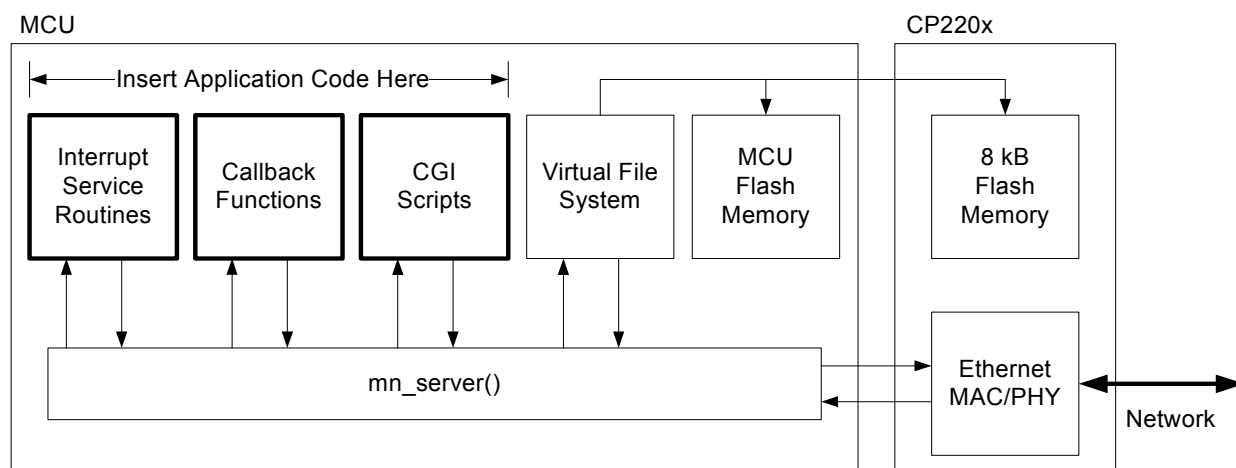 MCU
CP220x
Insert Application Code Here
Interrupt
Service
Routines
Callback
Functions
CGI
Scripts
Virtual File
System
MCU
Flash
Memory
8 kB
Flash
Memory
mn_server()
Ethernet
MAC/PHY
Network